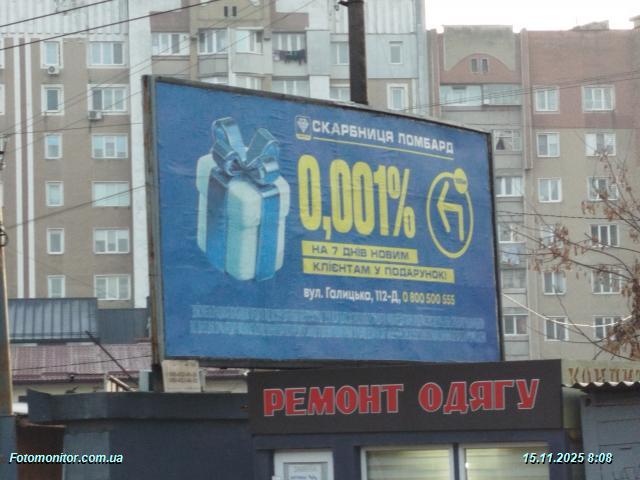 СКАРБНИЦЯ ЛОМБАРД
0,001%
НА 7 ДНІВ НОВИМ
КЛІЄНТАМ У ПОДАРУНОК!
вул. Галицька, 112-Д, 0 800 500 555
РЕМОНТ ОДЯГУ
Fotomonitor.com.ua
15.11.2025 8:08